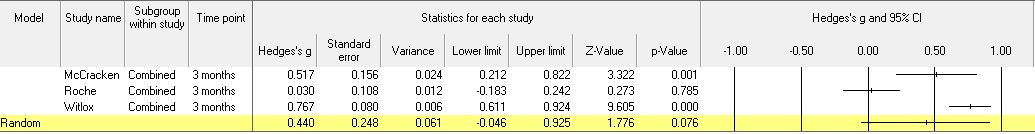 Model Study name Subgroup within study Time point Statistics for each study Hedges's g and 95% CI
Hedges's g Standard error Variance Lower limit Upper limit Z-Value p-Value -1.00 -0.50 0.00 0.50 1.00
McCracken Combined 3 months 0.517 0.156 0.024 0.212 0.822 3.322 0.001
Roche Combined 3 months 0.030 0.108 0.012 -0.183 0.242 0.273 0.785
Witlox Combined 3 months 0.767 0.080 0.006 0.611 0.924 9.605 0.000
Random 0.440 0.248 0.061 -0.046 0.925 1.776 0.076